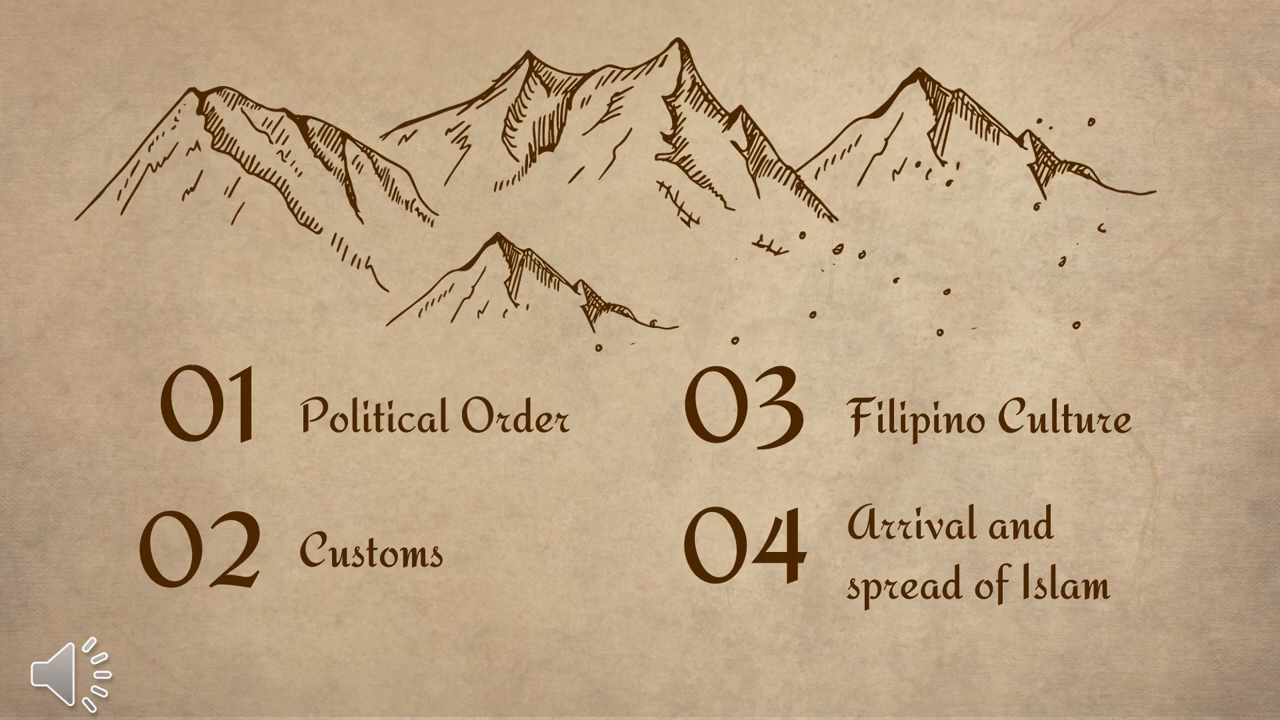 01 Political Order
02 Customs
03 Filipino Culture
04 Arrival and
spread of Islam